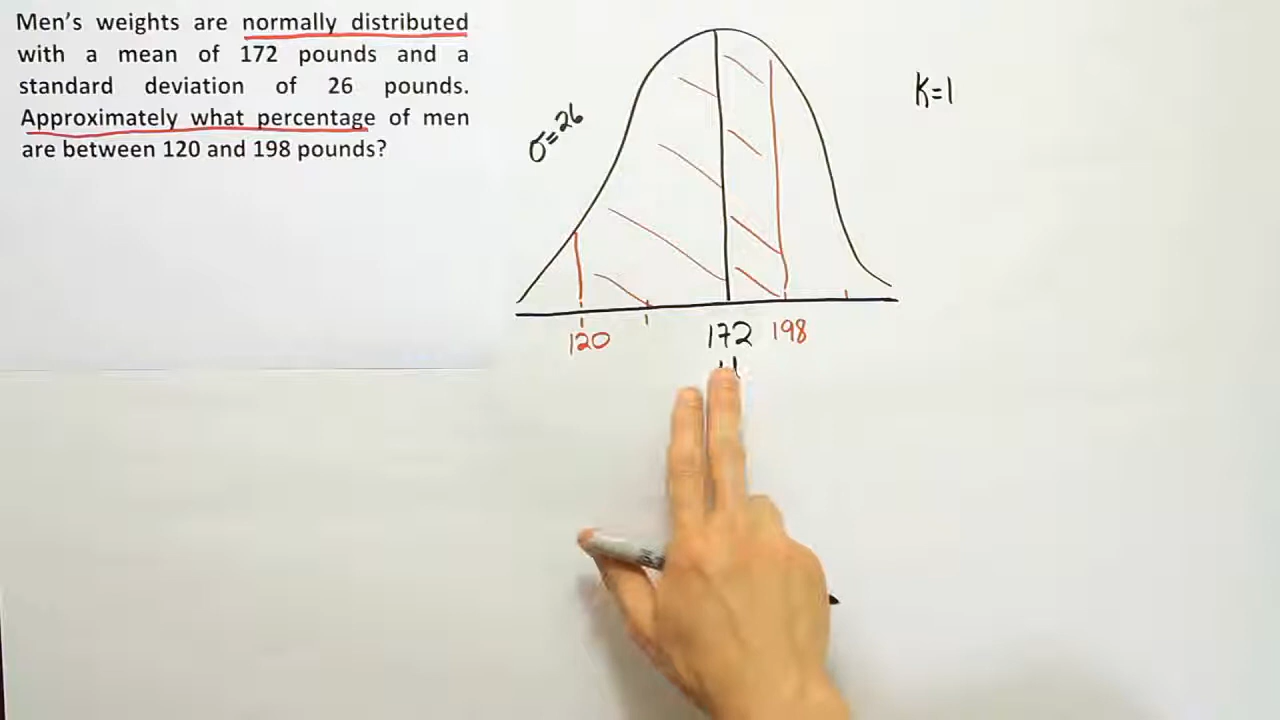 Men's weights are normally distributed
with a mean of 172 pounds and a
standard deviation of 26 pounds.
Approximately what percentage of men
are between 120 and 198 pounds?
σ=26
K=1
120
172
198